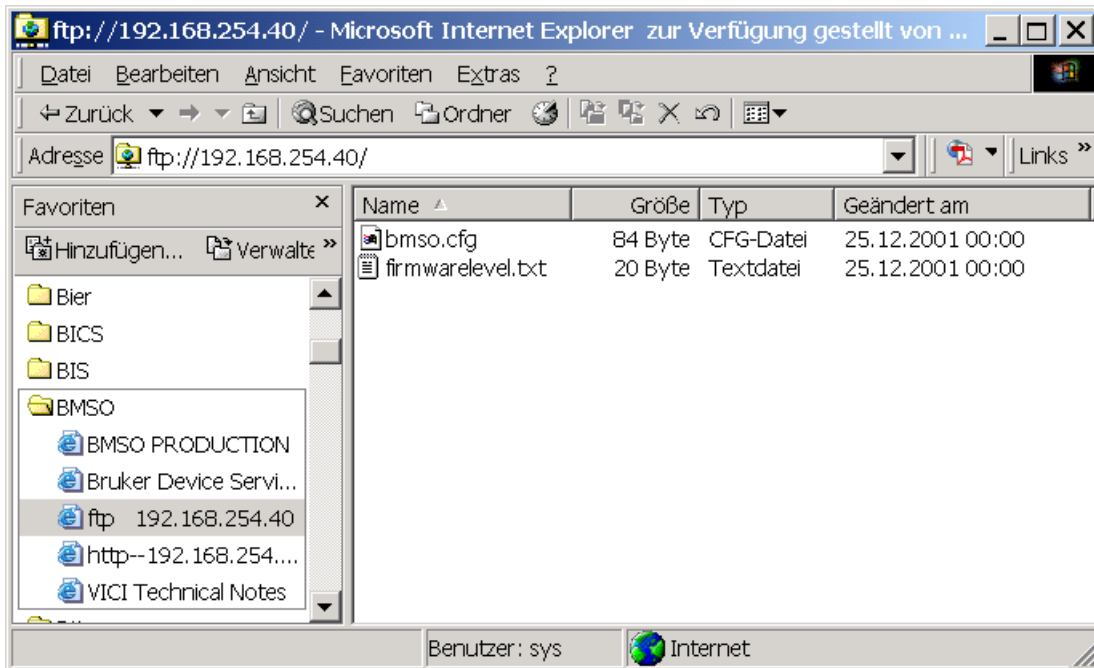 ftp://192.168.254.40/ - Microsoft Internet Explorer zur Verfügung gestellt von ...
Datei Bearbeiten Ansicht Favoriten Extras ?
Zurück Suchen Ordner
Adresse ftp://192.168.254.40/ Links »
Favoriten × Name Größe Typ Geändert am
Hinzufügen... Verwalte »
bmso.cfg 84 Byte CFG-Datei 25.12.2001 00:00
firmwarelevel.txt 20 Byte Textdatei 25.12.2001 00:00
Bier
BICS
BIS
BMSO
BMSO PRODUCTION
Bruker Device Servi...
ftp 192.168.254.40
http--192.168.254....
VICI Technical Notes
Benutzer: sys Internet